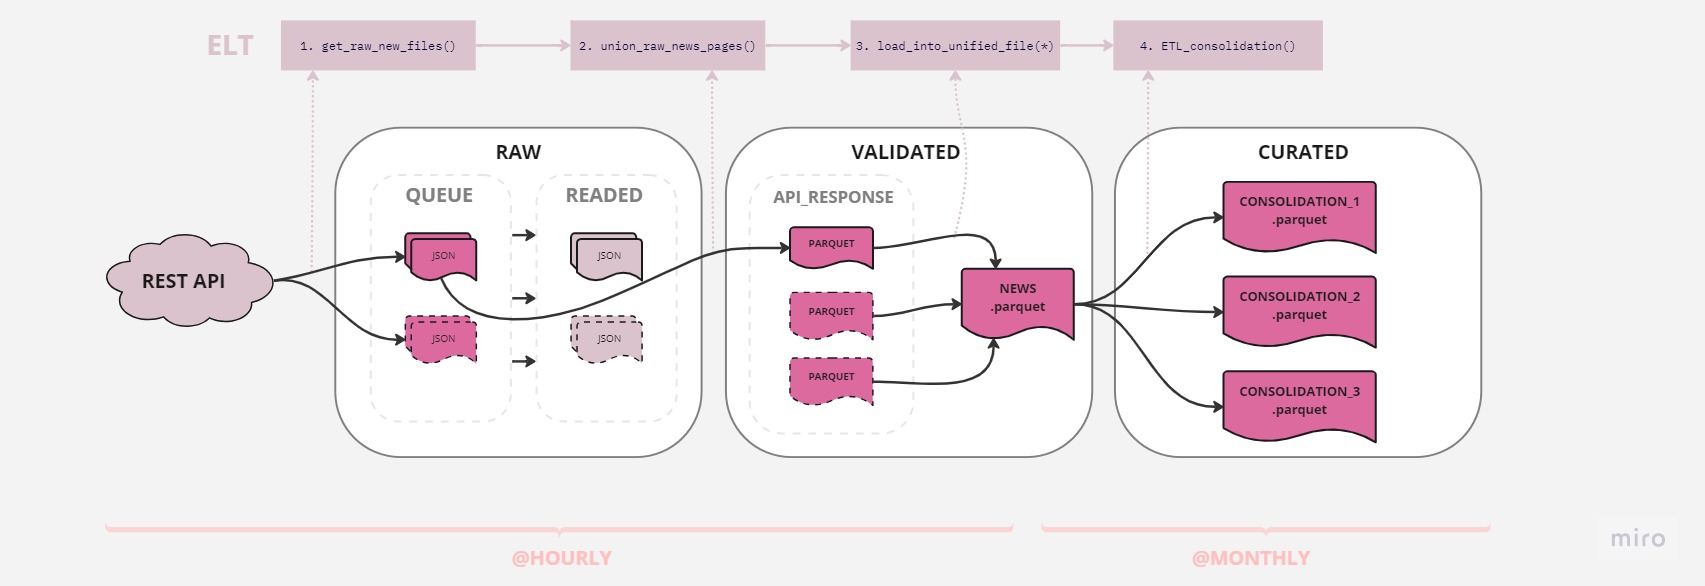 ELT
1. get_raw_new_files()
2. union_raw_news_pages()
3. load_into_unified_file(*)
4. ETL_consolidation()
RAW
VALIDATED
CURATED
QUEUE
READED
API_RESPONSE
REST API
JSON
JSON
JSON
JSON
PARQUET
PARQUET
PARQUET
NEWS
.parquet
CONSOLIDATION_1
.parquet
CONSOLIDATION_2
.parquet
CONSOLIDATION_3
.parquet
@HOURLY
@MONTHLY
miro